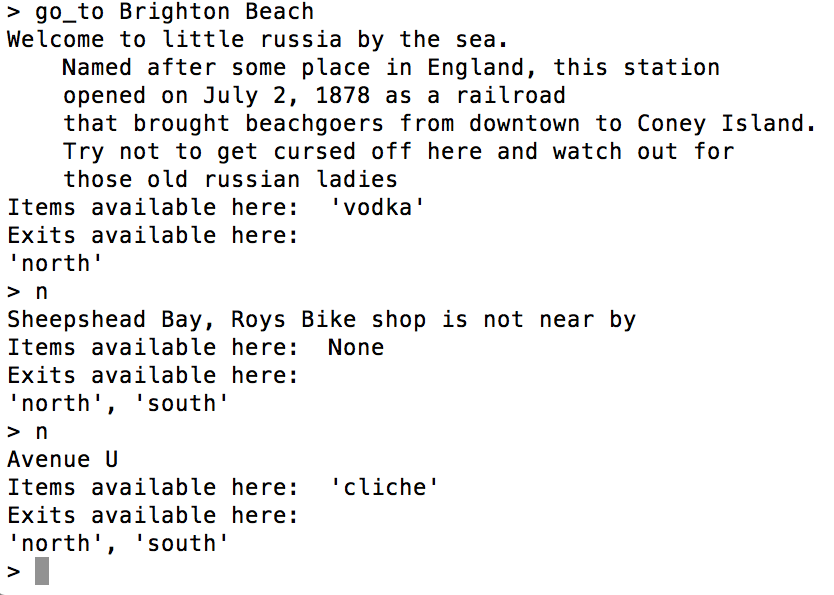 > go_to Brighton Beach
Welcome to little russia by the sea.
    Named after some place in England, this station
    opened on July 2, 1878 as a railroad
    that brought beachgoers from downtown to Coney Island.
    Try not to get cursed off here and watch out for
    those old russian ladies
Items available here:  'vodka'
Exits available here:
'north'
> n
Sheepshead Bay, Roys Bike shop is not near by
Items available here:  None
Exits available here:
'north', 'south'
> n
Avenue U
Items available here:  'cliche'
Exits available here:
'north', 'south'
>